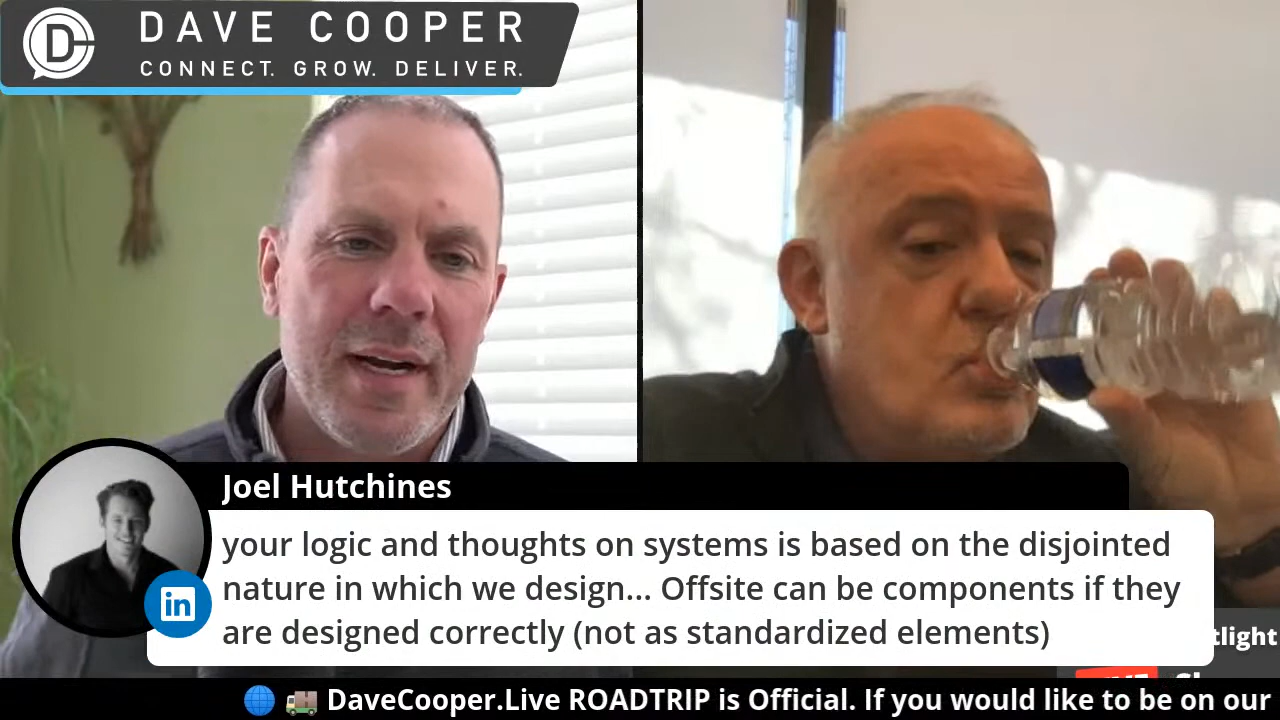 DAVE COOPER
CONNECT. GROW. DELIVER.
Joel Hutchines
your logic and thoughts on systems is based on the disjointed
nature in which we design... Offsite can be components if they
are designed correctly (not as standardized elements)
in
tlight
DaveCooper.Live ROADTRIP is Official. If you would like to be on our